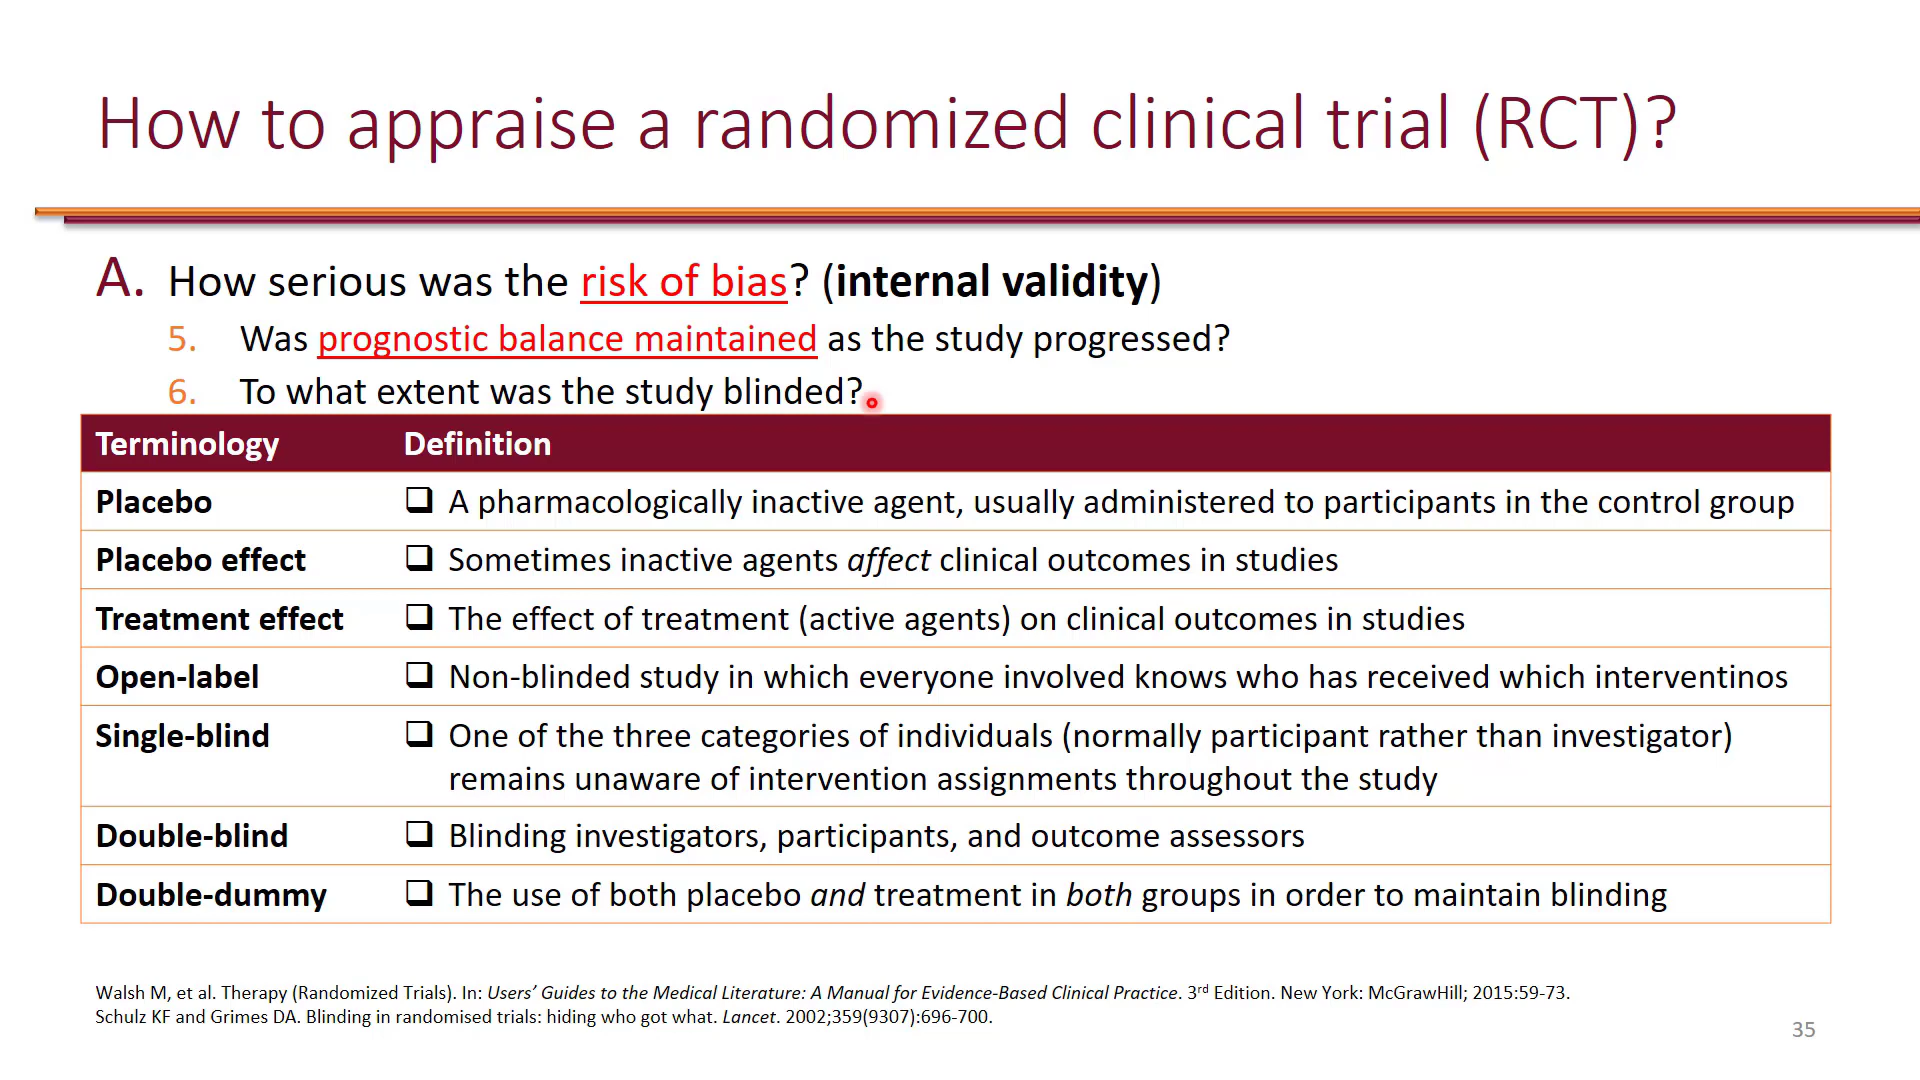 How to appraise a randomized clinical trial (RCT)?
A. How serious was the risk of bias? (internal validity)
5. Was prognostic balance maintained as the study progressed?
6. To what extent was the study blinded?
Terminology Definition
Placebo ❑ A pharmacologically inactive agent, usually administered to participants in the control group
Placebo effect ❑ Sometimes inactive agents affect clinical outcomes in studies
Treatment effect ❑ The effect of treatment (active agents) on clinical outcomes in studies
Open-label ❑ Non-blinded study in which everyone involved knows who has received which interventinos
Single-blind ❑ One of the three categories of individuals (normally participant rather than investigator)
remains unaware of intervention assignments throughout the study
Double-blind ❑ Blinding investigators, participants, and outcome assessors
Double-dummy ❑ The use of both placebo and treatment in both groups in order to maintain blinding
Walsh M, et al. Therapy (Randomized Trials). In: Users’ Guides to the Medical Literature: A Manual for Evidence-Based Clinical Practice. 3rd Edition. New York: McGrawHill; 2015:59-73.
Schulz KF and Grimes DA. Blinding in randomised trials: hiding who got what. Lancet. 2002;359(9307):696-700.
35